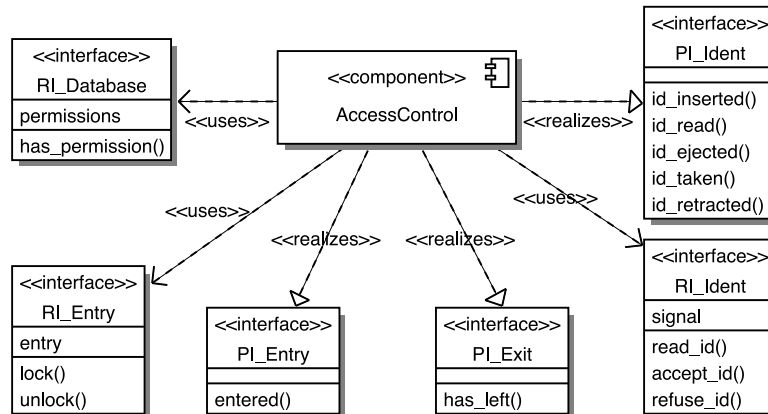 <<interface>>
RI_Database
permissions
has_permission()
<<component>>
AccessControl
<<interface>>
PI_Ident
id_inserted()
id_read()
id_ejected()
id_taken()
id_retracted()
<<uses>>
<<realizes>>
<<uses>>
<<realizes>>
<<realizes>>
<<uses>>
<<interface>>
RI_Entry
entry
lock()
unlock()
<<interface>>
PI_Entry
entered()
<<interface>>
PI_Exit
has_left()
<<interface>>
RI_Ident
signal
read_id()
accept_id()
refuse_id()